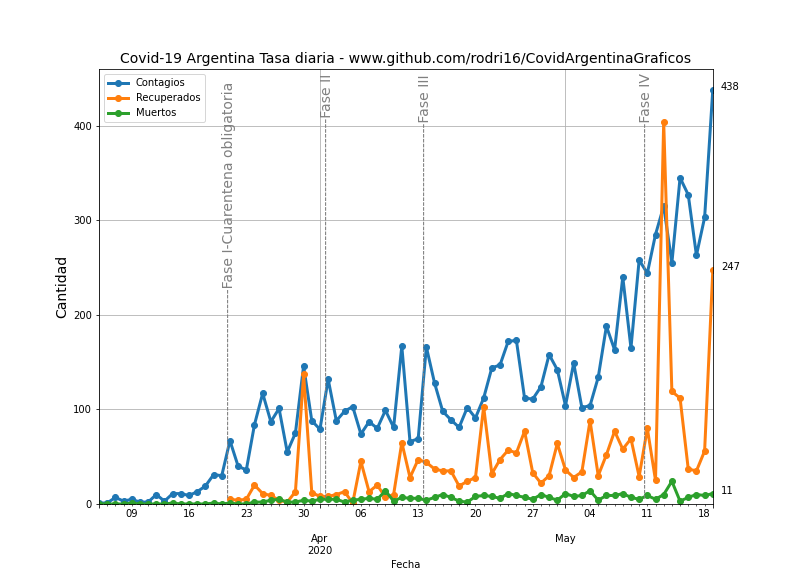 Covid-19 Argentina Tasa diaria - www.github.com/rodri16/CovidArgentinaGraficos
Contagios
Recuperados
Muertos
Fase I-Cuarentena obligatoria
Fase II
Fase III
Fase IV
438
247
11
Cantidad
400
300
200
100
0
09
16
23
30
06
13
20
27
04
11
18
Apr
2020
May
Fecha